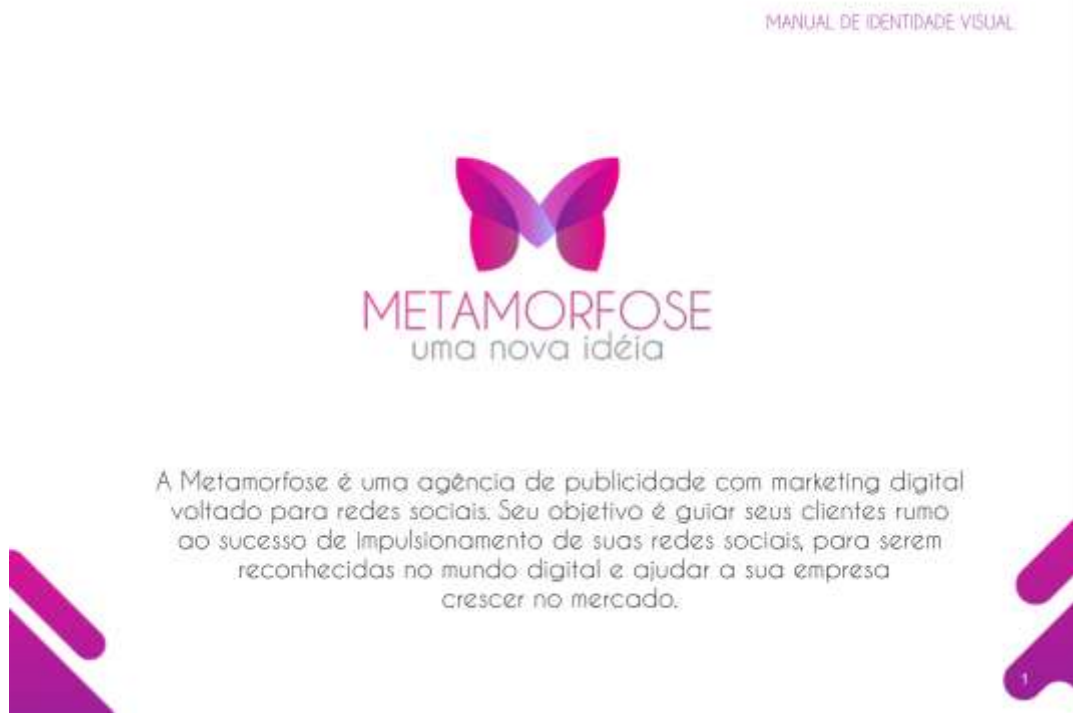 MANUAL DE IDENTIDADE VISUAL
METAMORFOSE
uma nova idéia
A Metamorfose é uma agência de publicidade com marketing digital
voltado para redes sociais. Seu objetivo é guiar seus clientes rumo
ao sucesso de impulsionamento de suas redes sociais, para serem
reconhecidas no mundo digital e ajudar a sua empresa
crescer no mercado.
1